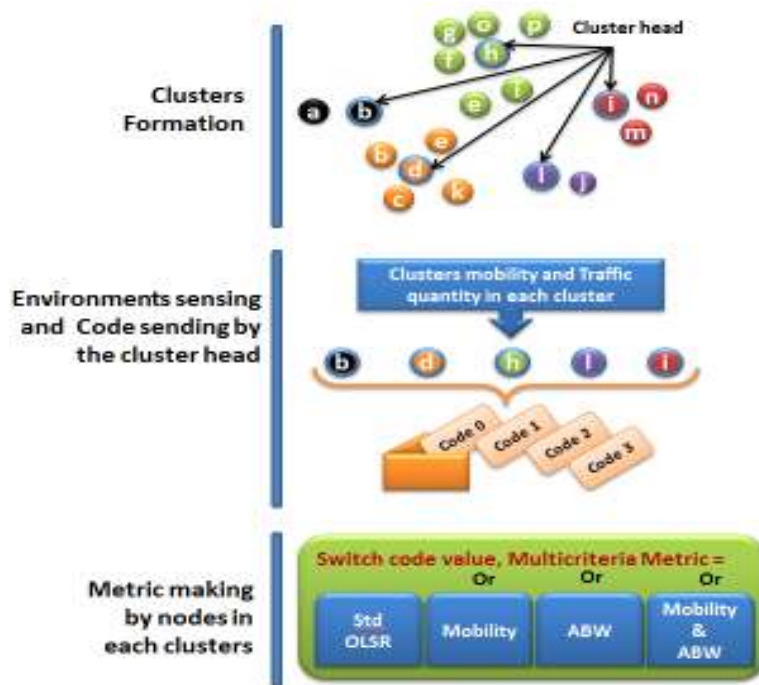 g o p
Cluster head
f h
Clusters
Formation
e
i n
a b
m
b e
d
l j
c k
Environments sensing
and Code sending by
the cluster head
Clusters mobility and Traffic
quantity in each cluster
b d h l i
Code 0 Code 1 Code 2 Code 3
Metric making
by nodes in
each clusters
Switch code value, Multicriteria Metric =
Or Or Or
Std
OLSR
Mobility
ABW
Mobility
&
ABW